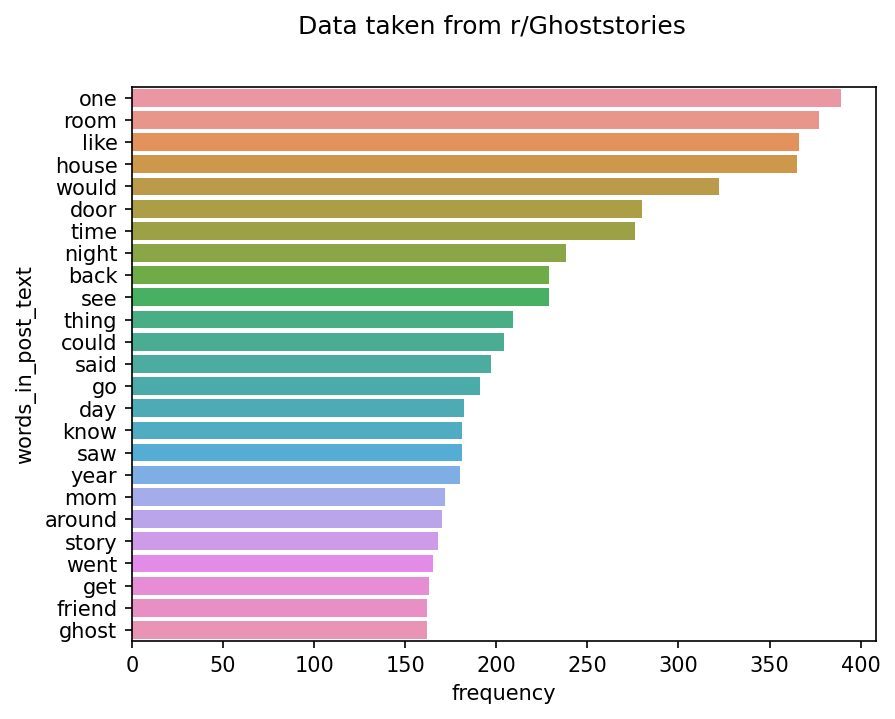 Data taken from r/Ghoststories
words_in_post_text
one
room
like
house
would
door
time
night
back
see
thing
could
said
go
day
know
saw
year
mom
around
story
went
get
friend
ghost
0 50 100 150 200 250 300 350 400
frequency